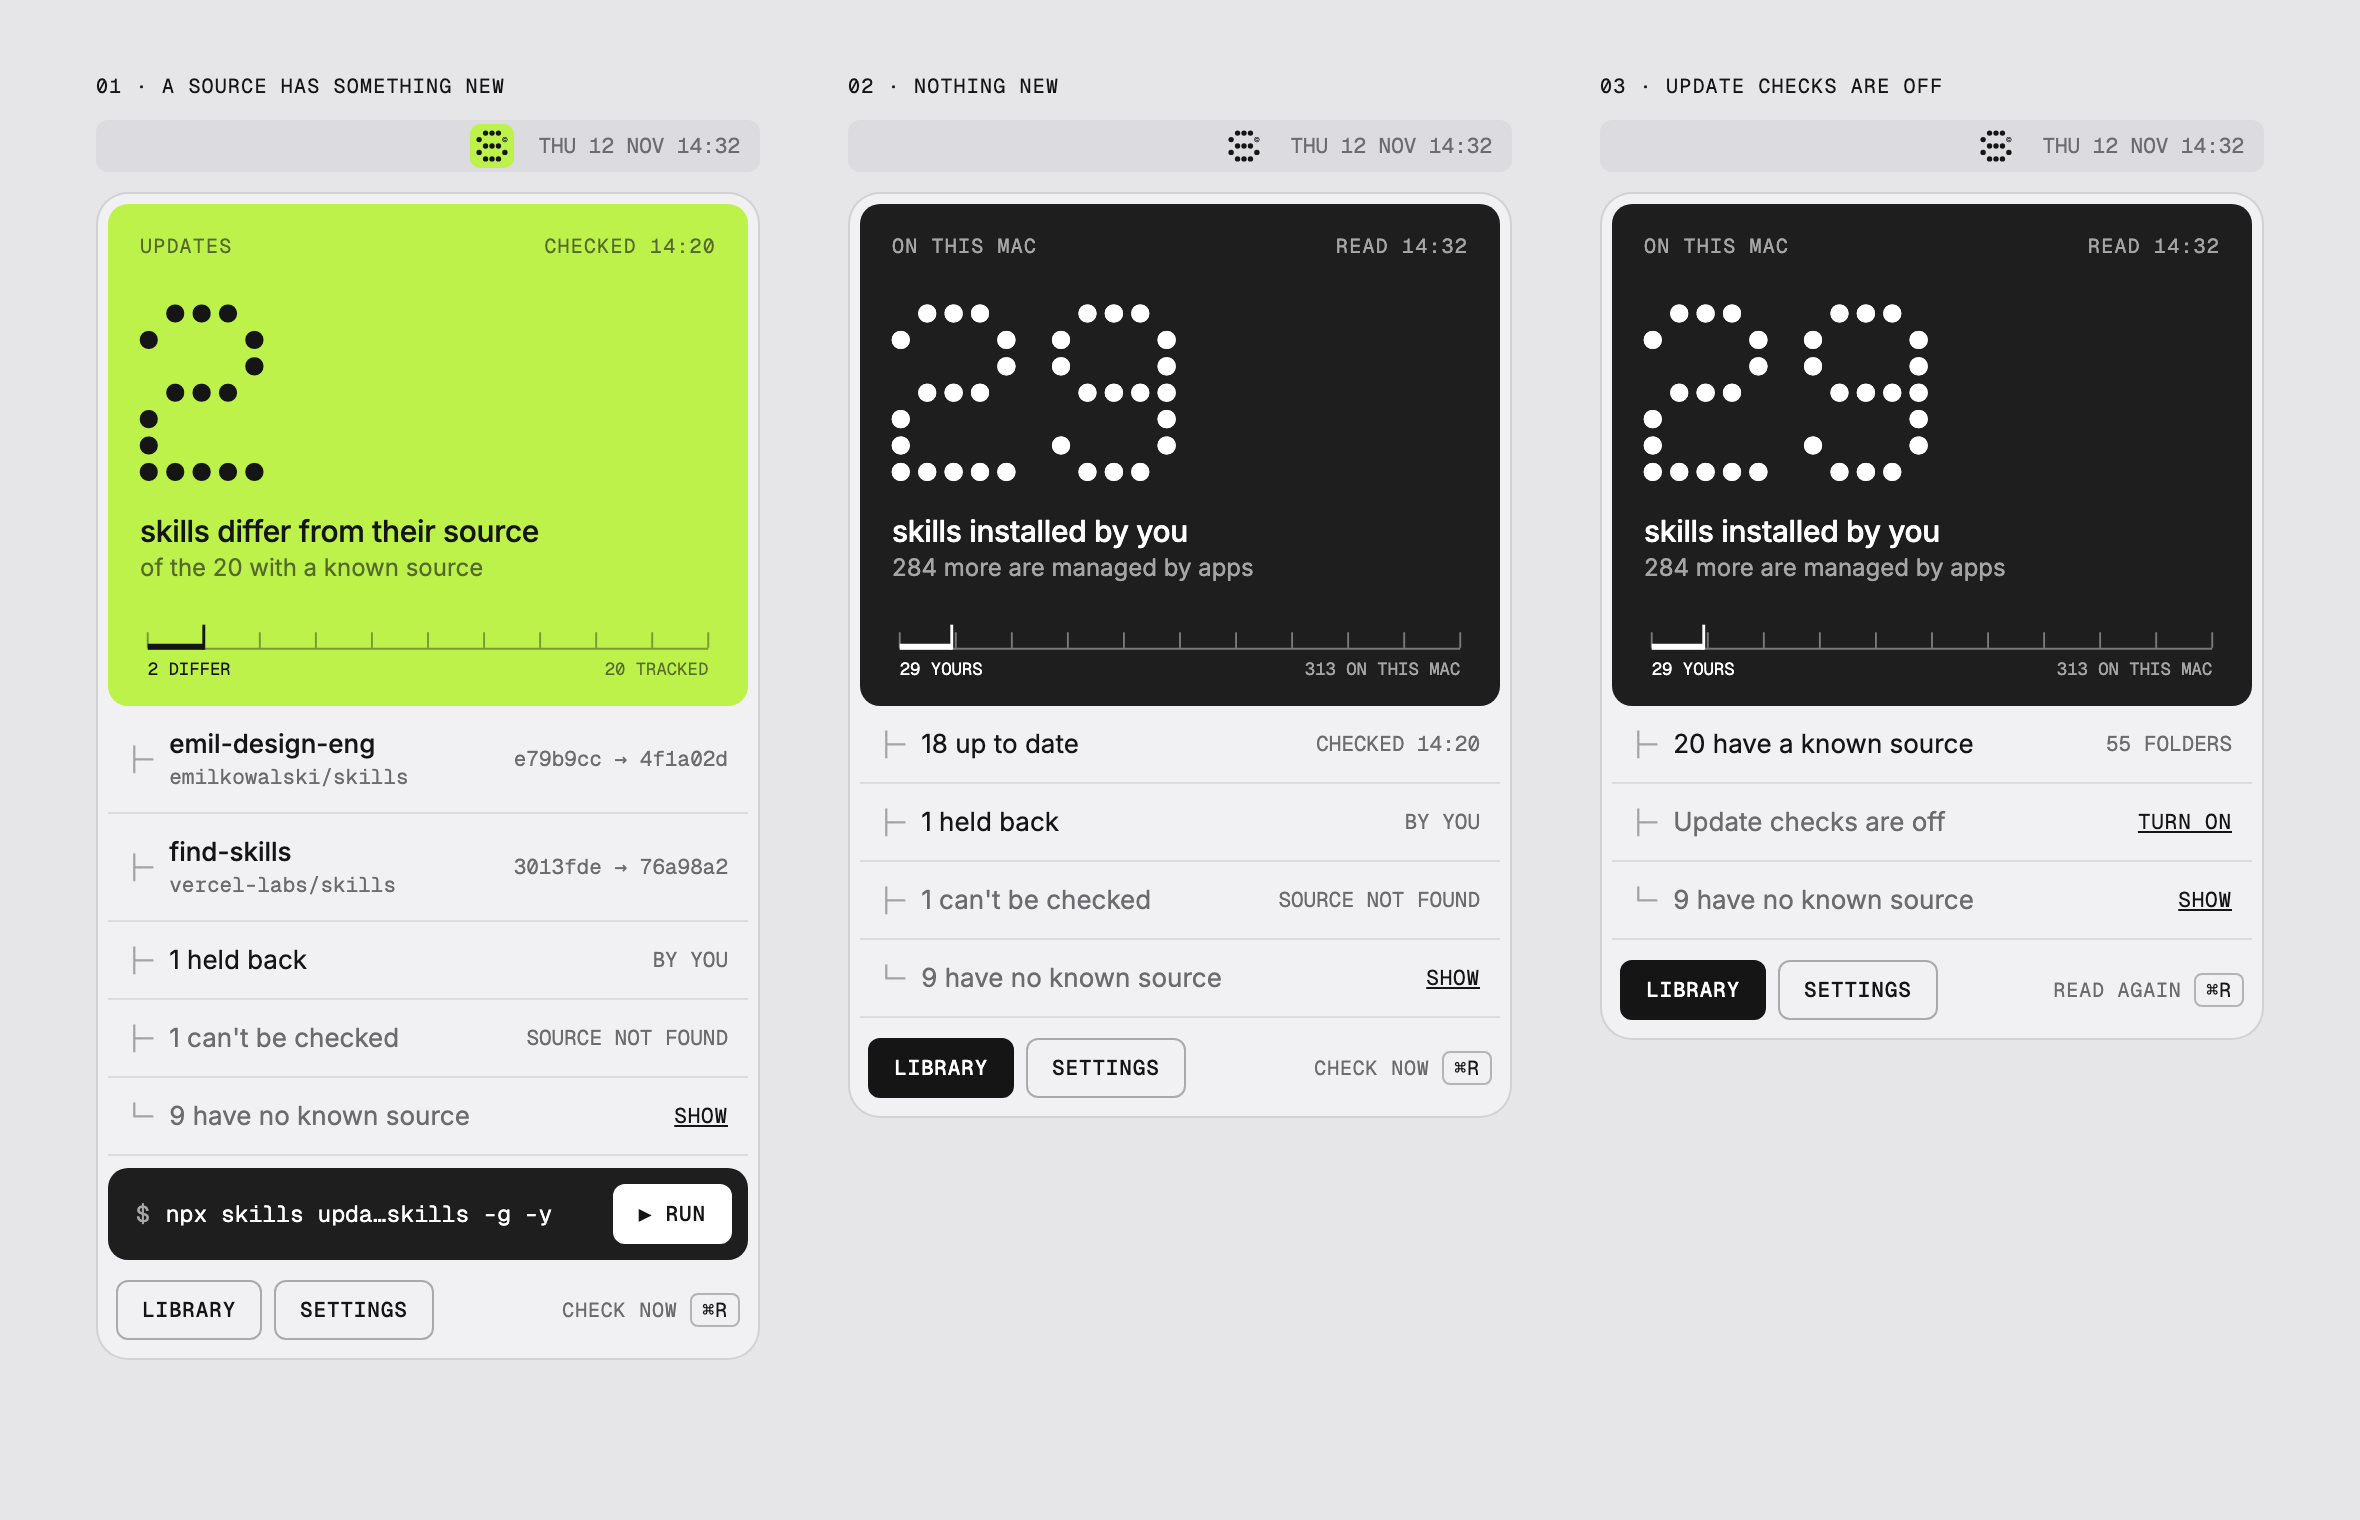 01 · A SOURCE HAS SOMETHING NEW
THU 12 NOV 14:32
UPDATES
CHECKED 14:20
2
skills differ from their source
of the 20 with a known source
2 DIFFER
20 TRACKED
emil-design-eng
emilkowalski/skills
e79b9cc → 4f1a02d
find-skills
vercel-labs/skills
3013fde → 76a98a2
1 held back
BY YOU
1 can't be checked
SOURCE NOT FOUND
9 have no known source
SHOW
$ npx skills upda…skills -g -y
▶ RUN
LIBRARY
SETTINGS
CHECK NOW
⌘R
02 · NOTHING NEW
THU 12 NOV 14:32
ON THIS MAC
READ 14:32
29
skills installed by you
284 more are managed by apps
29 YOURS
313 ON THIS MAC
18 up to date
CHECKED 14:20
1 held back
BY YOU
1 can't be checked
SOURCE NOT FOUND
9 have no known source
SHOW
LIBRARY
SETTINGS
CHECK NOW
⌘R
03 · UPDATE CHECKS ARE OFF
THU 12 NOV 14:32
ON THIS MAC
READ 14:32
29
skills installed by you
284 more are managed by apps
29 YOURS
313 ON THIS MAC
20 have a known source
55 FOLDERS
Update checks are off
TURN ON
9 have no known source
SHOW
LIBRARY
SETTINGS
READ AGAIN
⌘R